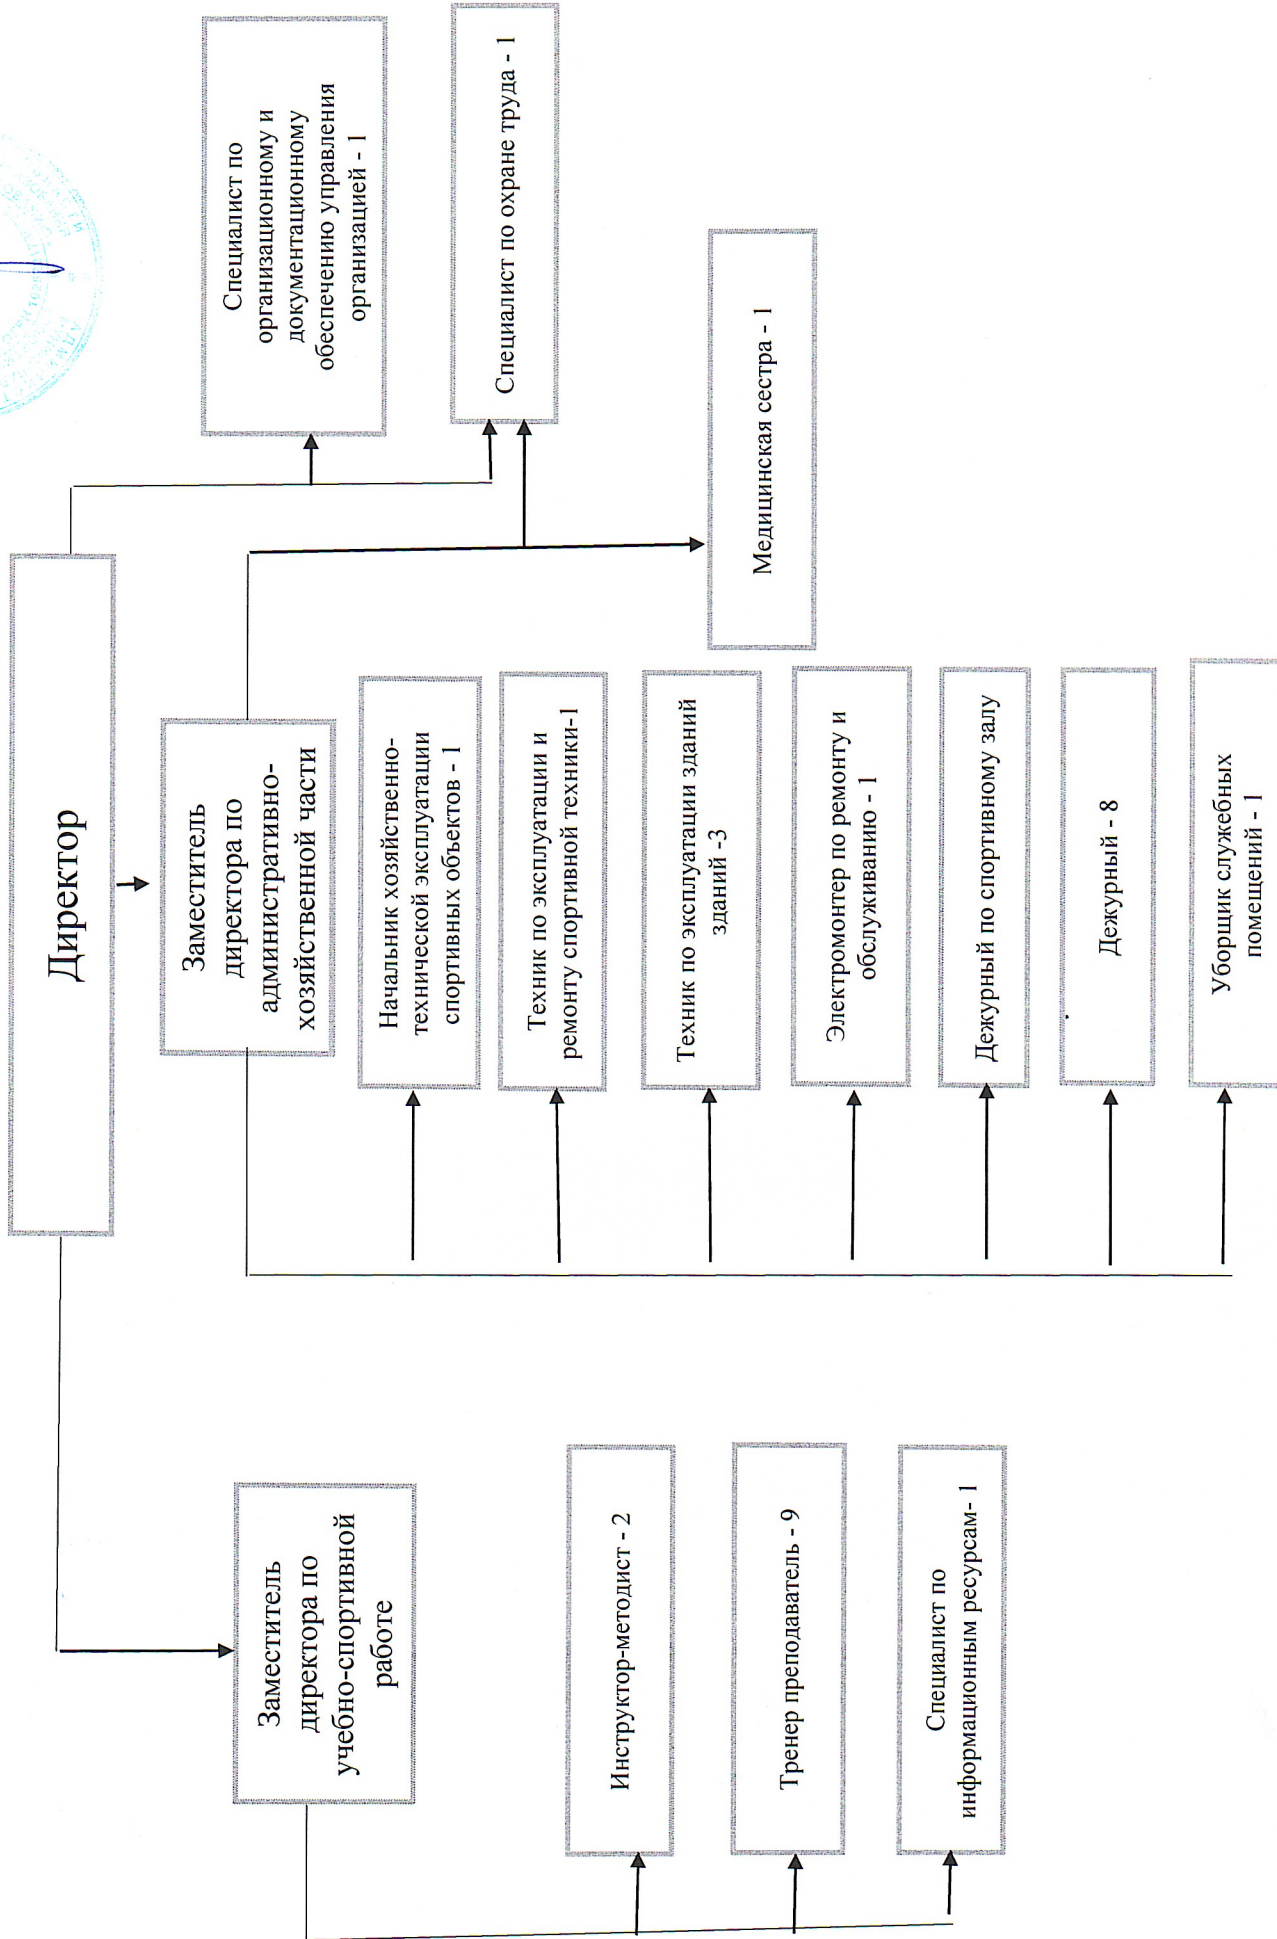 Директор
Заместитель
директора по
учебно-спортивной
работе
Инструктор-методист - 2
Тренер преподаватель - 9
Специалист по
информационным ресурсам- 1
Заместитель
директора по
административно-
хозяйственной части
Начальник хозяйственно-
технической эксплуатации
спортивных объектов - 1
Техник по эксплуатации и
ремонту спортивной техники-1
Техник по эксплуатации зданий
зданий -3
Электромонтер по ремонту и
обслуживанию - 1
Дежурный по спортивному залу
Дежурный - 8
Уборщик служебных
помещений - 1
Специалист по
организационному и
документационному
обеспечению управления
организацией - 1
Специалист по охране труда - 1
Медицинская сестра - 1